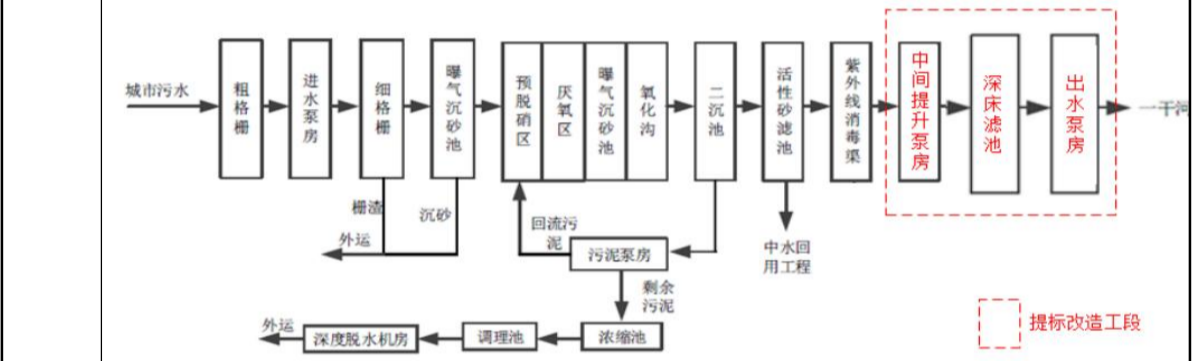 城市污水
粗格栅
进水泵房
细格栅
曝气沉砂池
预脱硝区
厌氧区
曝气沉砂池
氧化沟
二沉池
活性砂滤池
紫外线消毒渠
中间提升泵房
深床滤池
出水泵房
一干河
栅渣
沉砂
外运
回流污
泥
污泥泵房
中水回
用工程
剩余
污泥
外运
深度脱水机房
调理池
浓缩池
提标改造工段